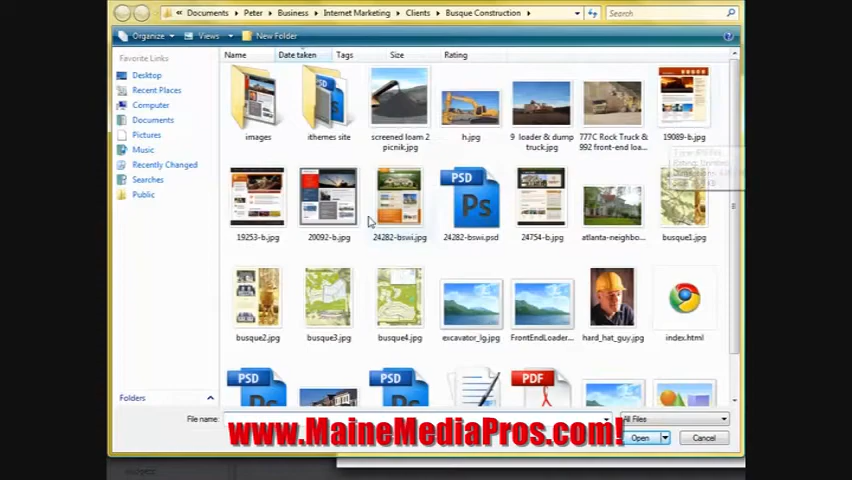 « Documents ▸ Peter ▸ Business ▸ Internet Marketing ▸ Clients ▸ Busque Construction ▸
Search
Organize
Views
New Folder
Favorite Links
Desktop
Recent Places
Computer
Documents
Pictures
Music
Recently Changed
Searches
Public
Folders
Name Date taken Tags Size Rating
images
ithemes site
screened loam 2 picnik.jpg
h.jpg
9 loader & dump truck.jpg
777C Rock Truck & 992 front-end loa...
19089-b.jpg
19253-b.jpg
20092-b.jpg
24282-bswi.jpg
PSD
Ps
24282-bswi.psd
24754-b.jpg
atlanta-neighbo...
busque1.jpg
busque2.jpg
busque3.jpg
busque4.jpg
excavator_lg.jpg
FrontEndLoader...
hard_hat_guy.jpg
index.html
PSD
PSD
PDF
File name:
All Files
www.MaineMediaPros.com!
Open
Cancel